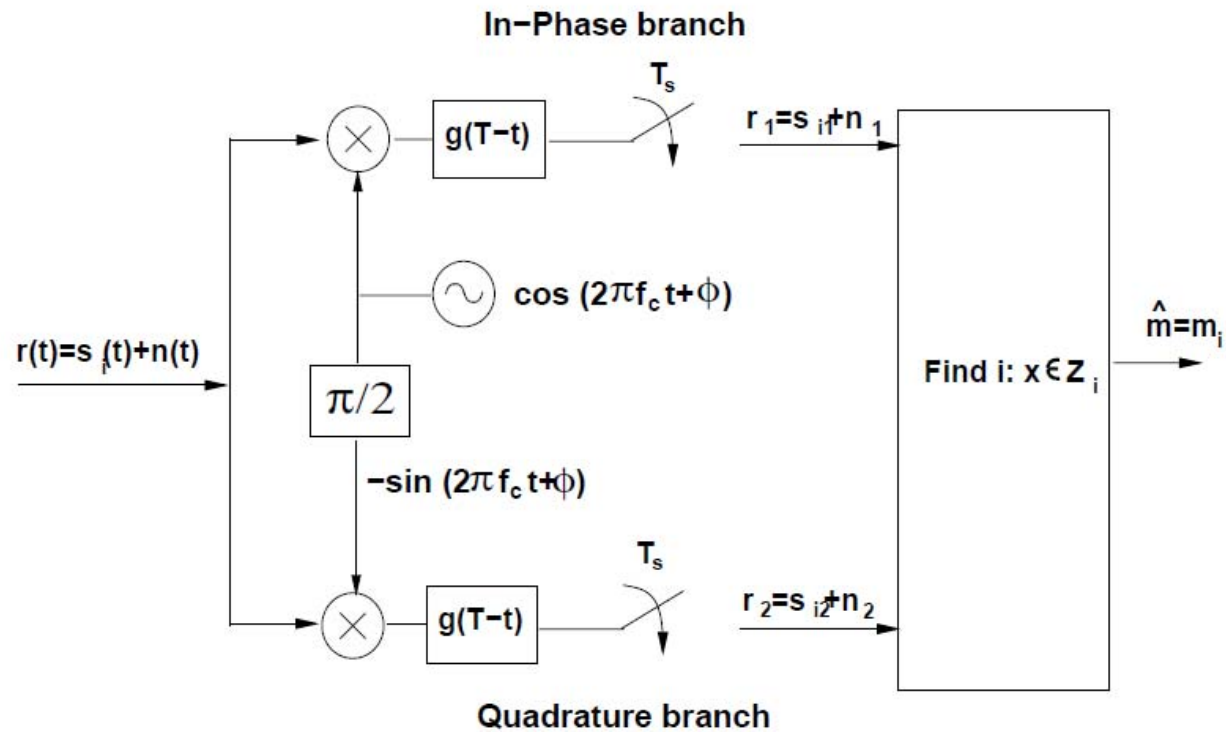 In-Phase branch
T_s
g(T-t)
r_1=s_i1+n_1
cos (2πf_c t+ϕ)
r(t)=s_i(t)+n(t)
π/2
Find i: x∈Z_i
m̂=m_i
-sin (2πf_c t+ϕ)
T_s
g(T-t)
r_2=s_i2+n_2
Quadrature branch